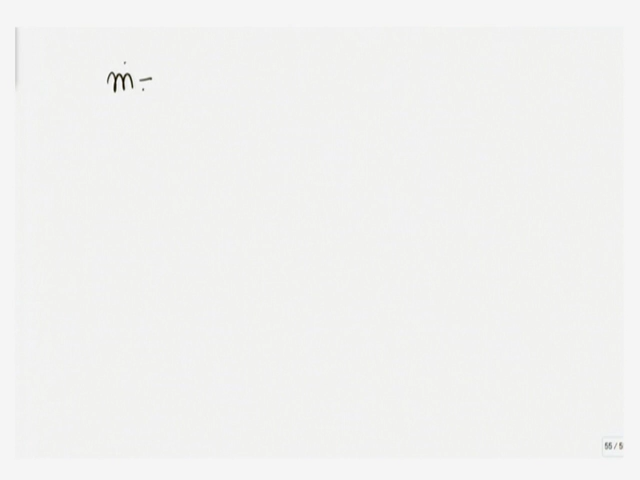 ṁ =
55 / 5